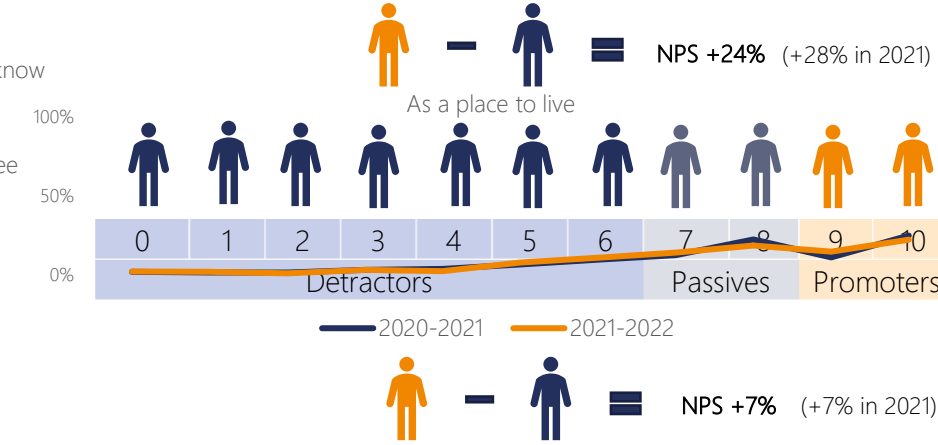 NPS +24% (+28% in 2021)
know
As a place to live
100%
ee
50%
0 1 2 3 4 5 6 7 8 9 10
0%
Detractors Passives Promoters
2020-2021 2021-2022
NPS +7% (+7% in 2021)